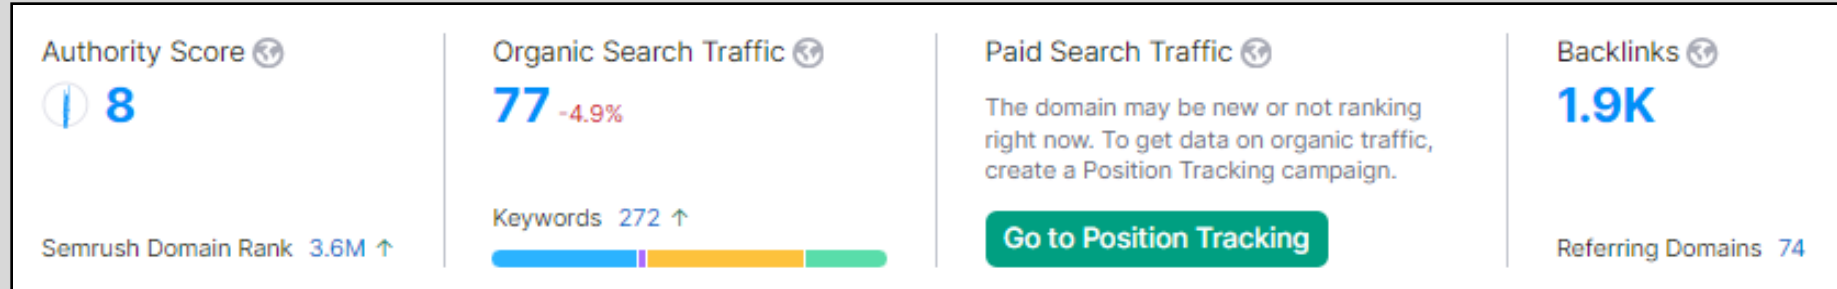 Authority Score
8
Semrush Domain Rank 3.6M ↑
Organic Search Traffic
77 -4.9%
Keywords 272 ↑
Paid Search Traffic
The domain may be new or not ranking
right now. To get data on organic traffic,
create a Position Tracking campaign.
Go to Position Tracking
Backlinks
1.9K
Referring Domains 74